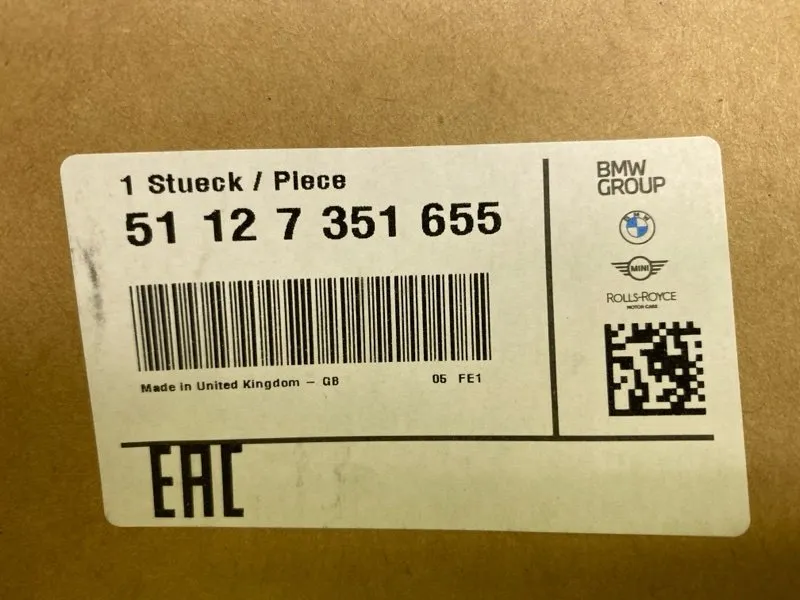 1 Stueck / Piece
51 12 7 351 655
Made in United Kingdom – GB
05 FE1
BMW
GROUP
BMW
MINI
ROLLS-ROYCE
MOTOR CARS
EAC